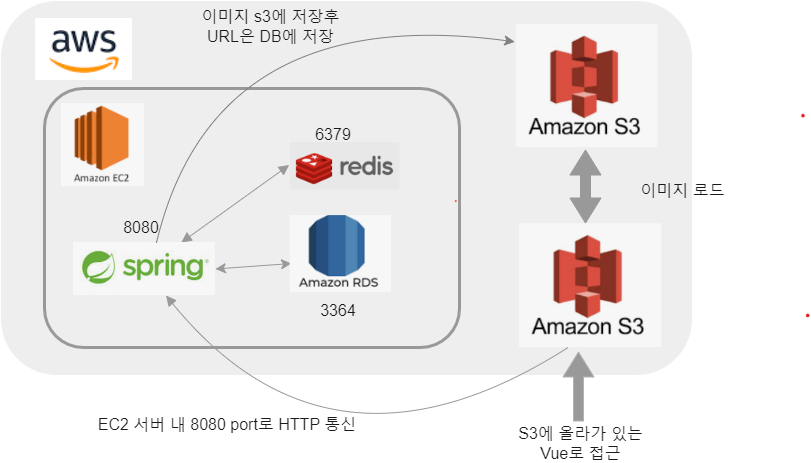 이미지 s3에 저장후
URL은 DB에 저장
aws
Amazon S3
Amazon EC2
6379
redis
이미지 로드
8080
spring
Amazon RDS
3364
Amazon S3
EC2 서버 내 8080 port로 HTTP 통신
S3에 올라가 있는
Vue로 접근